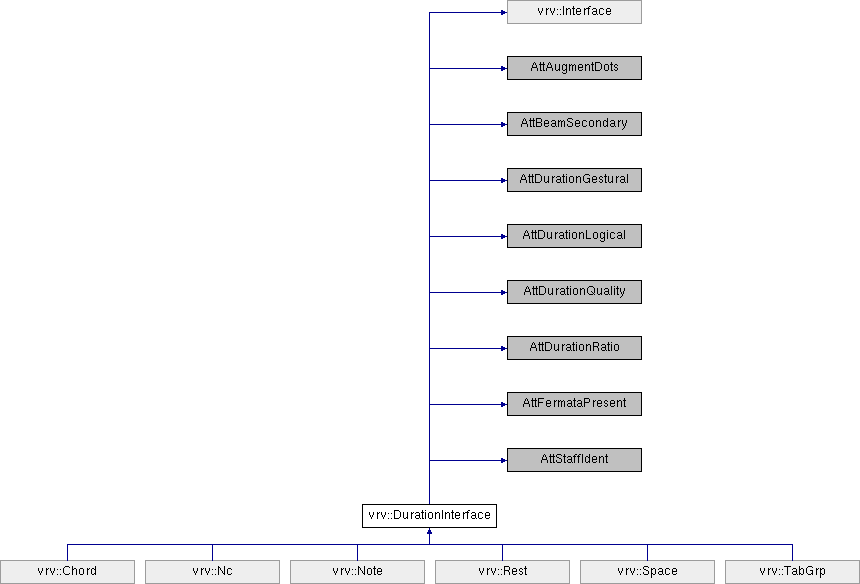 vrv::Interface
AttAugmentDots
AttBeamSecondary
AttDurationGestural
AttDurationLogical
AttDurationQuality
AttDurationRatio
AttFermataPresent
AttStaffIdent
vrv::DurationInterface
vrv::Chord vrv::Nc vrv::Note vrv::Rest vrv::Space vrv::TabGrp